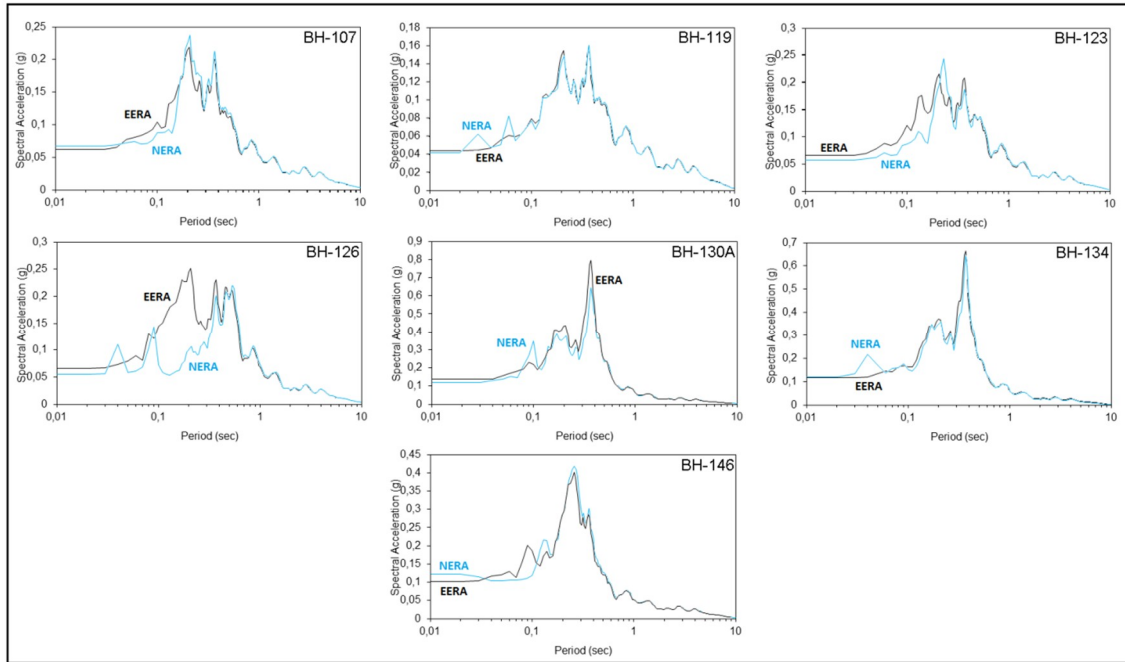 BH-107
Spectral Acceleration (g)
0,25
0,2
0,15
0,1
0,05
0
EERA
NERA
0,01
0,1
1
10
Period (sec)
BH-119
Spectral Acceleration (g)
0,18
0,16
0,14
0,12
0,1
0,08
0,06
0,04
0,02
0
NERA
EERA
0,01
0,1
1
10
Period (sec)
BH-123
Spectral Acceleration (g)
0,3
0,25
0,2
0,15
0,1
0,05
0
EERA
NERA
0,01
0,1
1
10
Period (sec)
BH-126
Spectral Acceleration (g)
0,3
0,25
0,2
0,15
0,1
0,05
0
EERA
NERA
0,01
0,1
1
10
Period (sec)
BH-130A
Spectral Acceleration (g)
0,9
0,8
0,7
0,6
0,5
0,4
0,3
0,2
0,1
0
EERA
NERA
0,01
0,1
1
10
Period (sec)
BH-134
Spectral Acceleration (g)
0,7
0,6
0,5
0,4
0,3
0,2
0,1
0
NERA
EERA
0,01
0,1
1
10
Period (sec)
BH-146
Spectral Acceleration (g)
0,45
0,4
0,35
0,3
0,25
0,2
0,15
0,1
0,05
0
NERA
EERA
0,01
0,1
1
10
Period (sec)